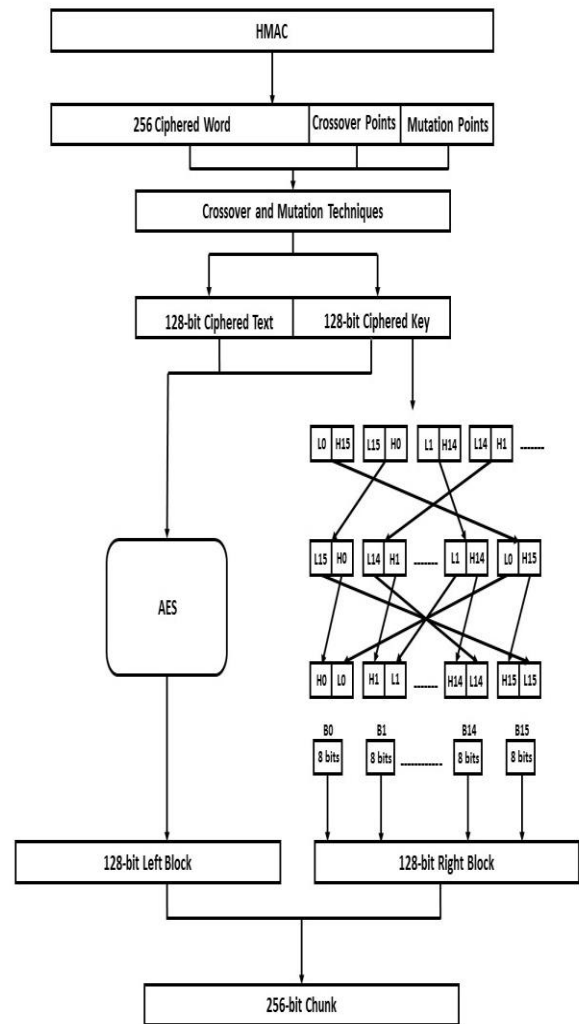 HMAC
256 Ciphered Word Crossover Points Mutation Points
Crossover and Mutation Techniques
128-bit Ciphered Text 128-bit Ciphered Key
L0 H15 L15 H0 L1 H14 L14 H1 -------
L15 H0 L14 H1 ------- L1 H14 L0 H15
AES
H0 L0 H1 L1 ------- H14 L14 H15 L15
B0 B1 B14 B15
8 bits 8 bits ------------ 8 bits 8 bits
128-bit Left Block 128-bit Right Block
256-bit Chunk